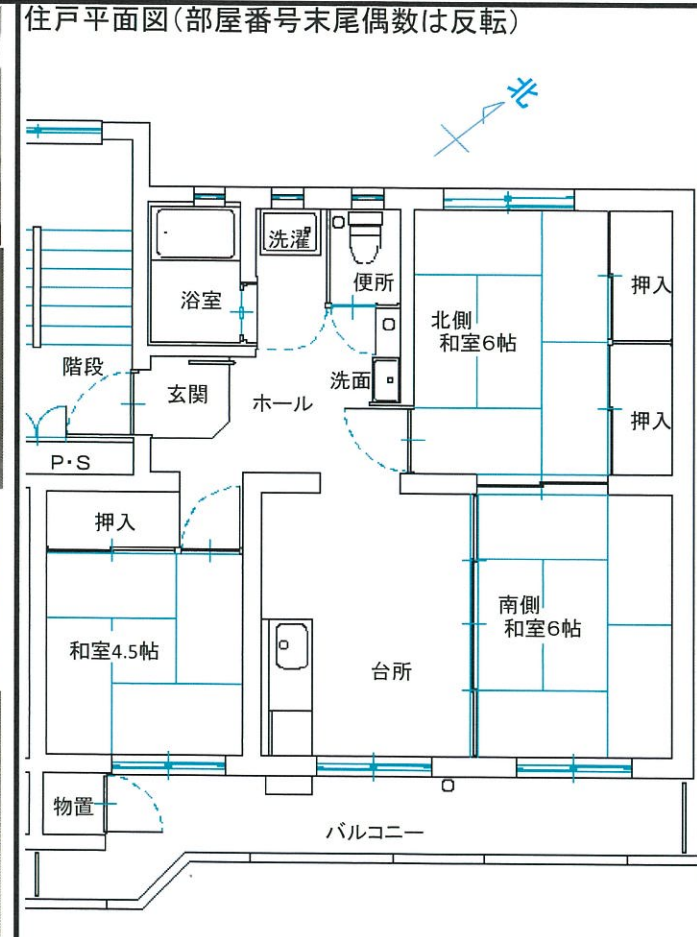 住戸平面図(部屋番号末尾偶数は反転)
北
洗濯
便所
浴室
押入
北側
和室6帖
階段
玄関
ホール
洗面
押入
P・S
押入
南側
和室6帖
和室4.5帖
台所
物置
バルコニー